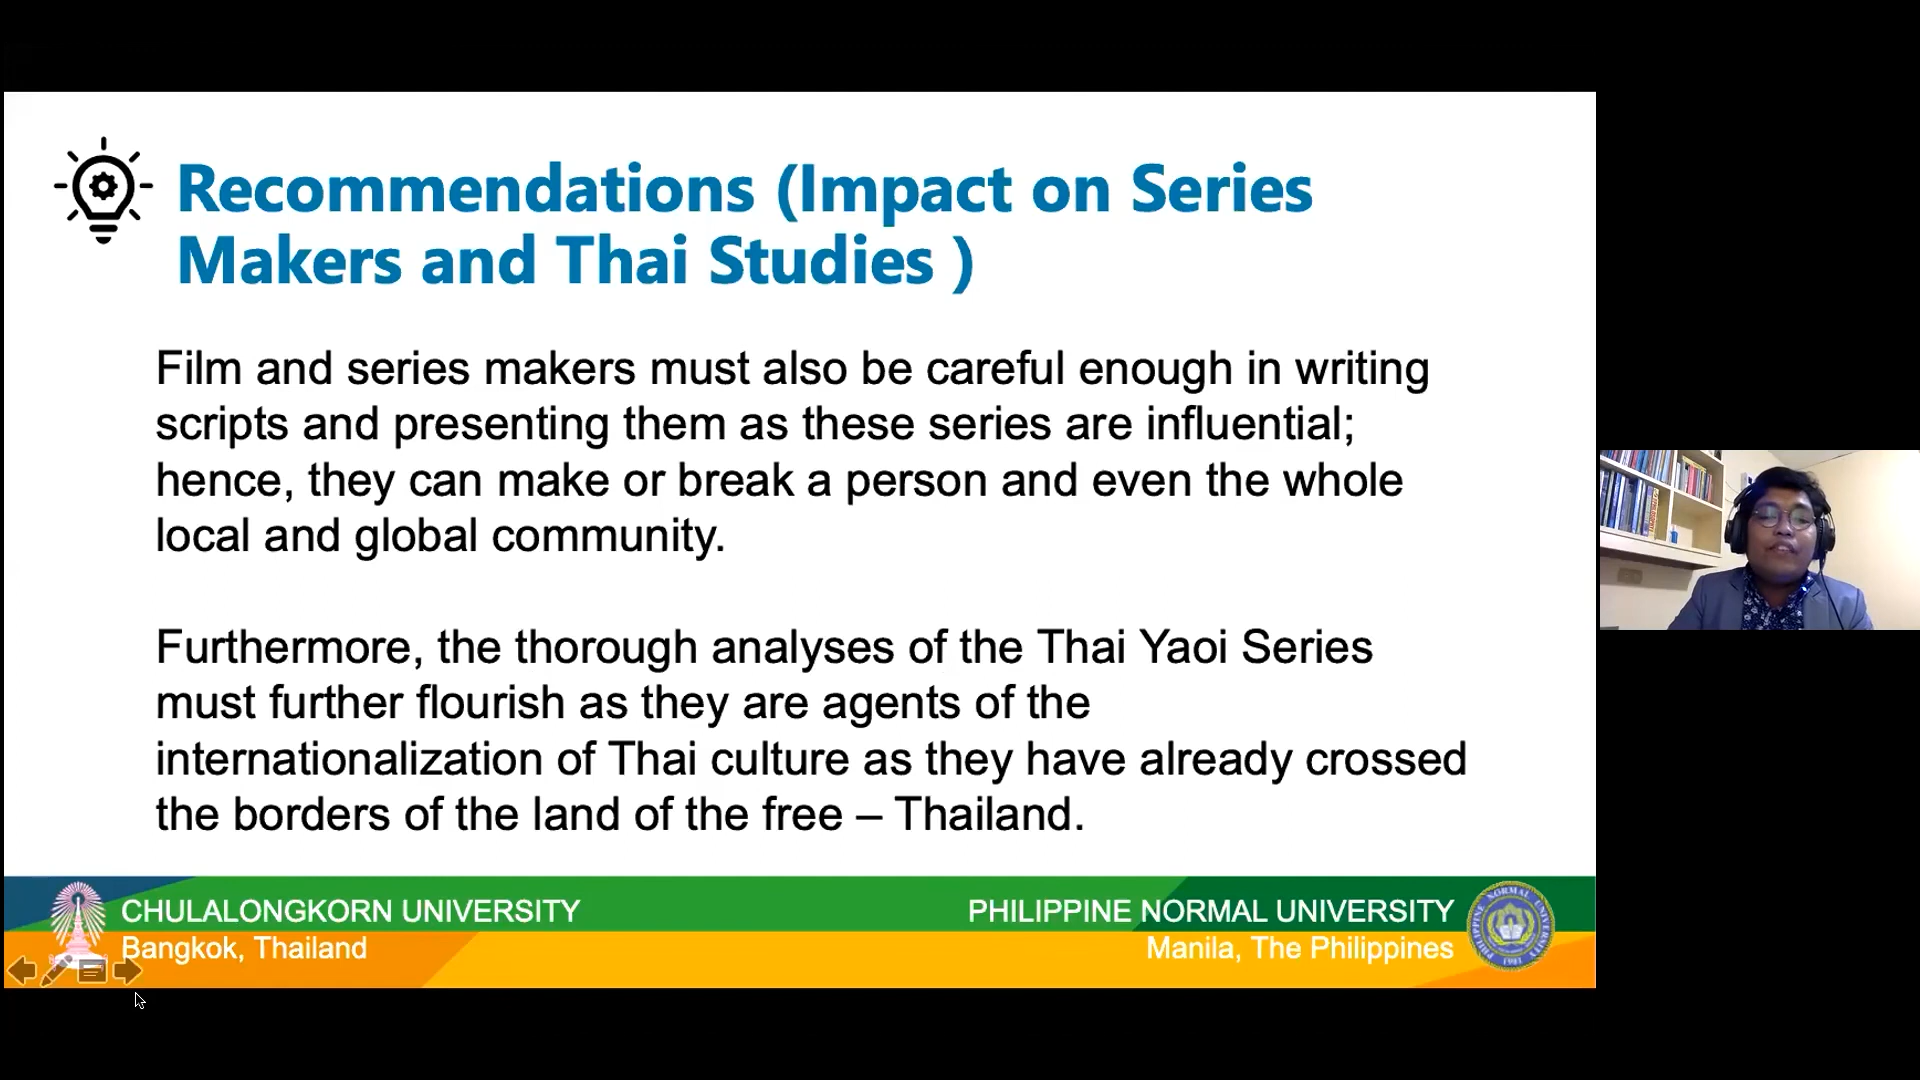 Recommendations (Impact on Series
Makers and Thai Studies )
Film and series makers must also be careful enough in writing
scripts and presenting them as these series are influential;
hence, they can make or break a person and even the whole
local and global community.
Furthermore, the thorough analyses of the Thai Yaoi Series
must further flourish as they are agents of the
internationalization of Thai culture as they have already crossed
the borders of the land of the free – Thailand.
CHULALONGKORN UNIVERSITY
Bangkok, Thailand
PHILIPPINE NORMAL UNIVERSITY
Manila, The Philippines
PHILIPPINE NORMAL UNIVERSITY
1901